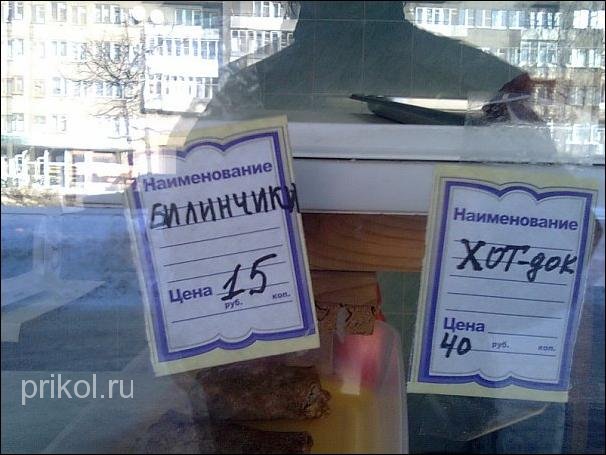 Наименование
БИЛИНЧИКИ
Цена 15
руб. коп.
Наименование
ХОТ-док
Цена
40 руб. коп.
prikol.ru